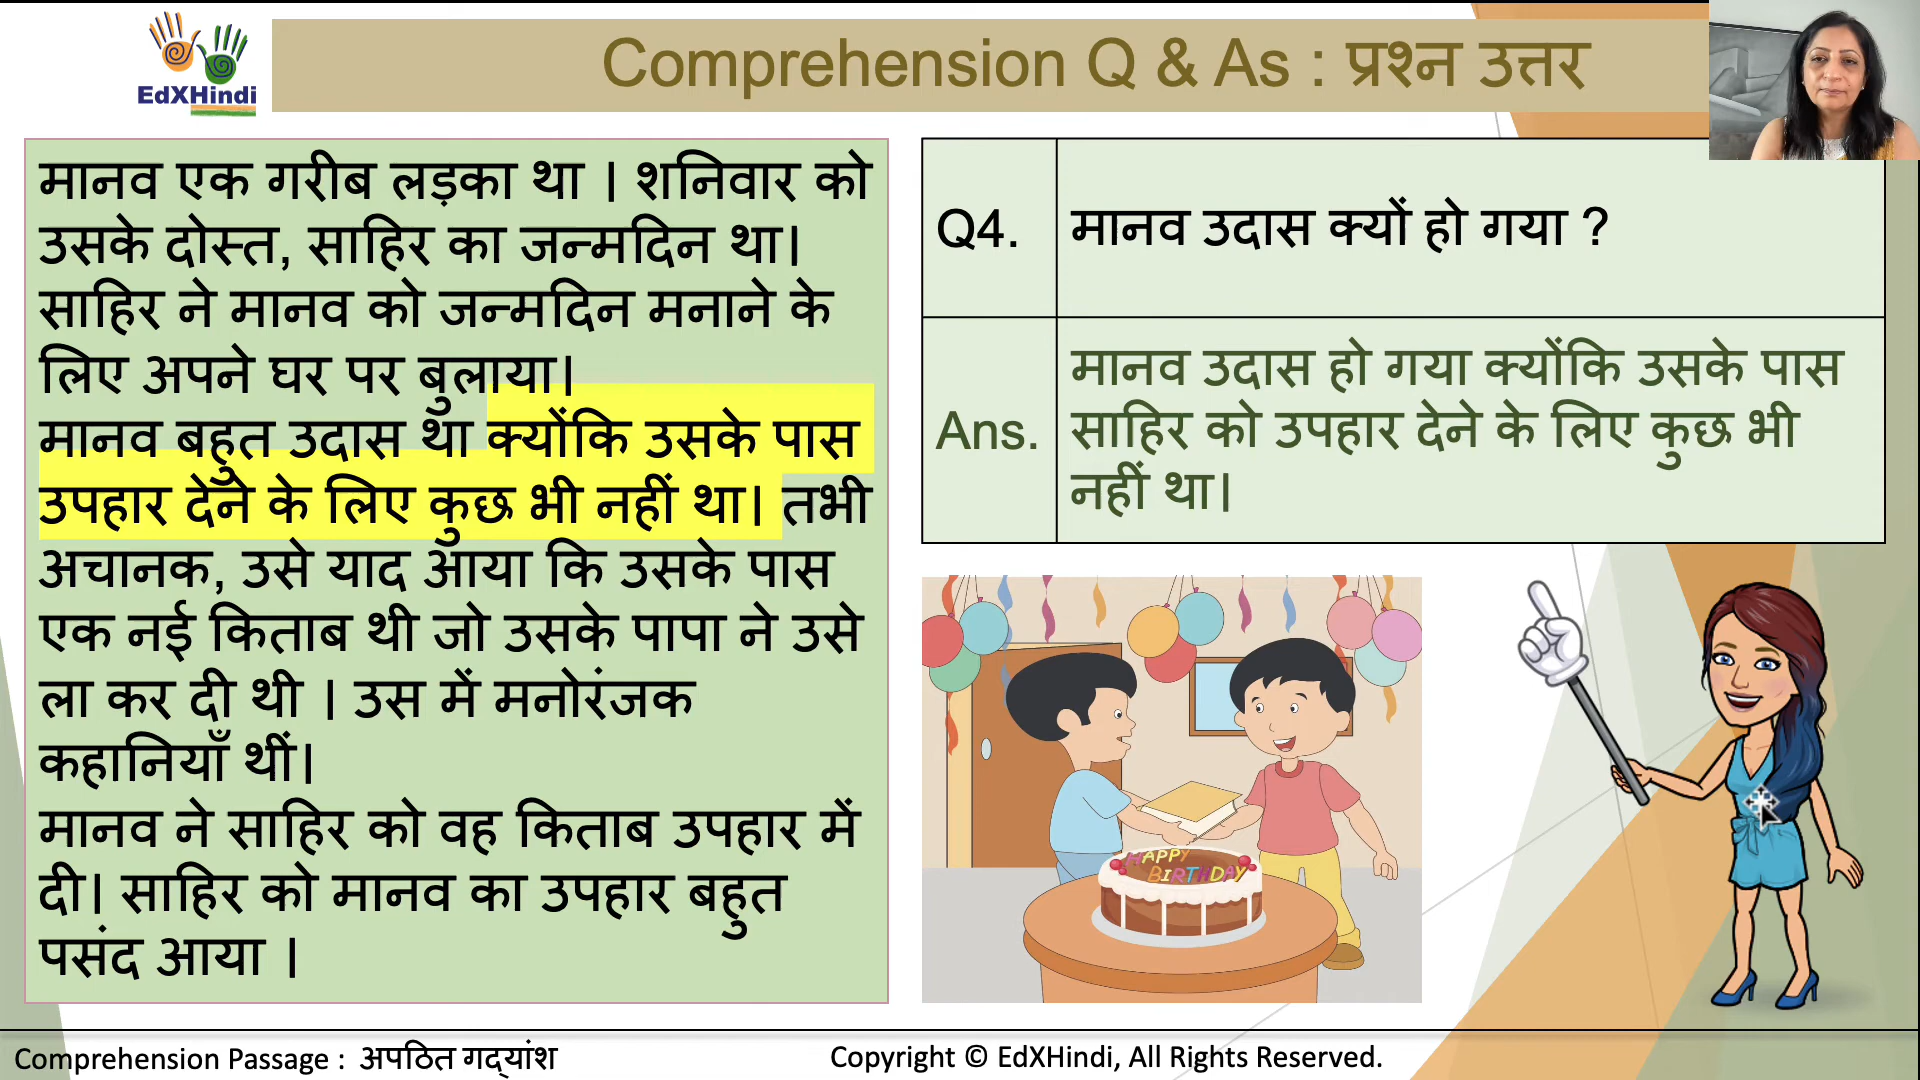 EdXHindi
Comprehension Q & As : प्रश्न उत्तर
मानव एक गरीब लड़का था । शनिवार को
उसके दोस्त, साहिर का जन्मदिन था।
साहिर ने मानव को जन्मदिन मनाने के
लिए अपने घर पर बुलाया।
मानव बहुत उदास था क्योंकि उसके पास
उपहार देने के लिए कुछ भी नहीं था। तभी
अचानक, उसे याद आया कि उसके पास
एक नई किताब थी जो उसके पापा ने उसे
ला कर दी थी । उस में मनोरंजक
कहानियाँ थीं।
मानव ने साहिर को वह किताब उपहार में
दी। साहिर को मानव का उपहार बहुत
पसंद आया ।
Q4. मानव उदास क्यों हो गया ?
Ans. मानव उदास हो गया क्योंकि उसके पास
साहिर को उपहार देने के लिए कुछ भी
नहीं था।
HAPPY
BIRTHDAY
Comprehension Passage : अपठित गद्यांश
Copyright © EdXHindi, All Rights Reserved.